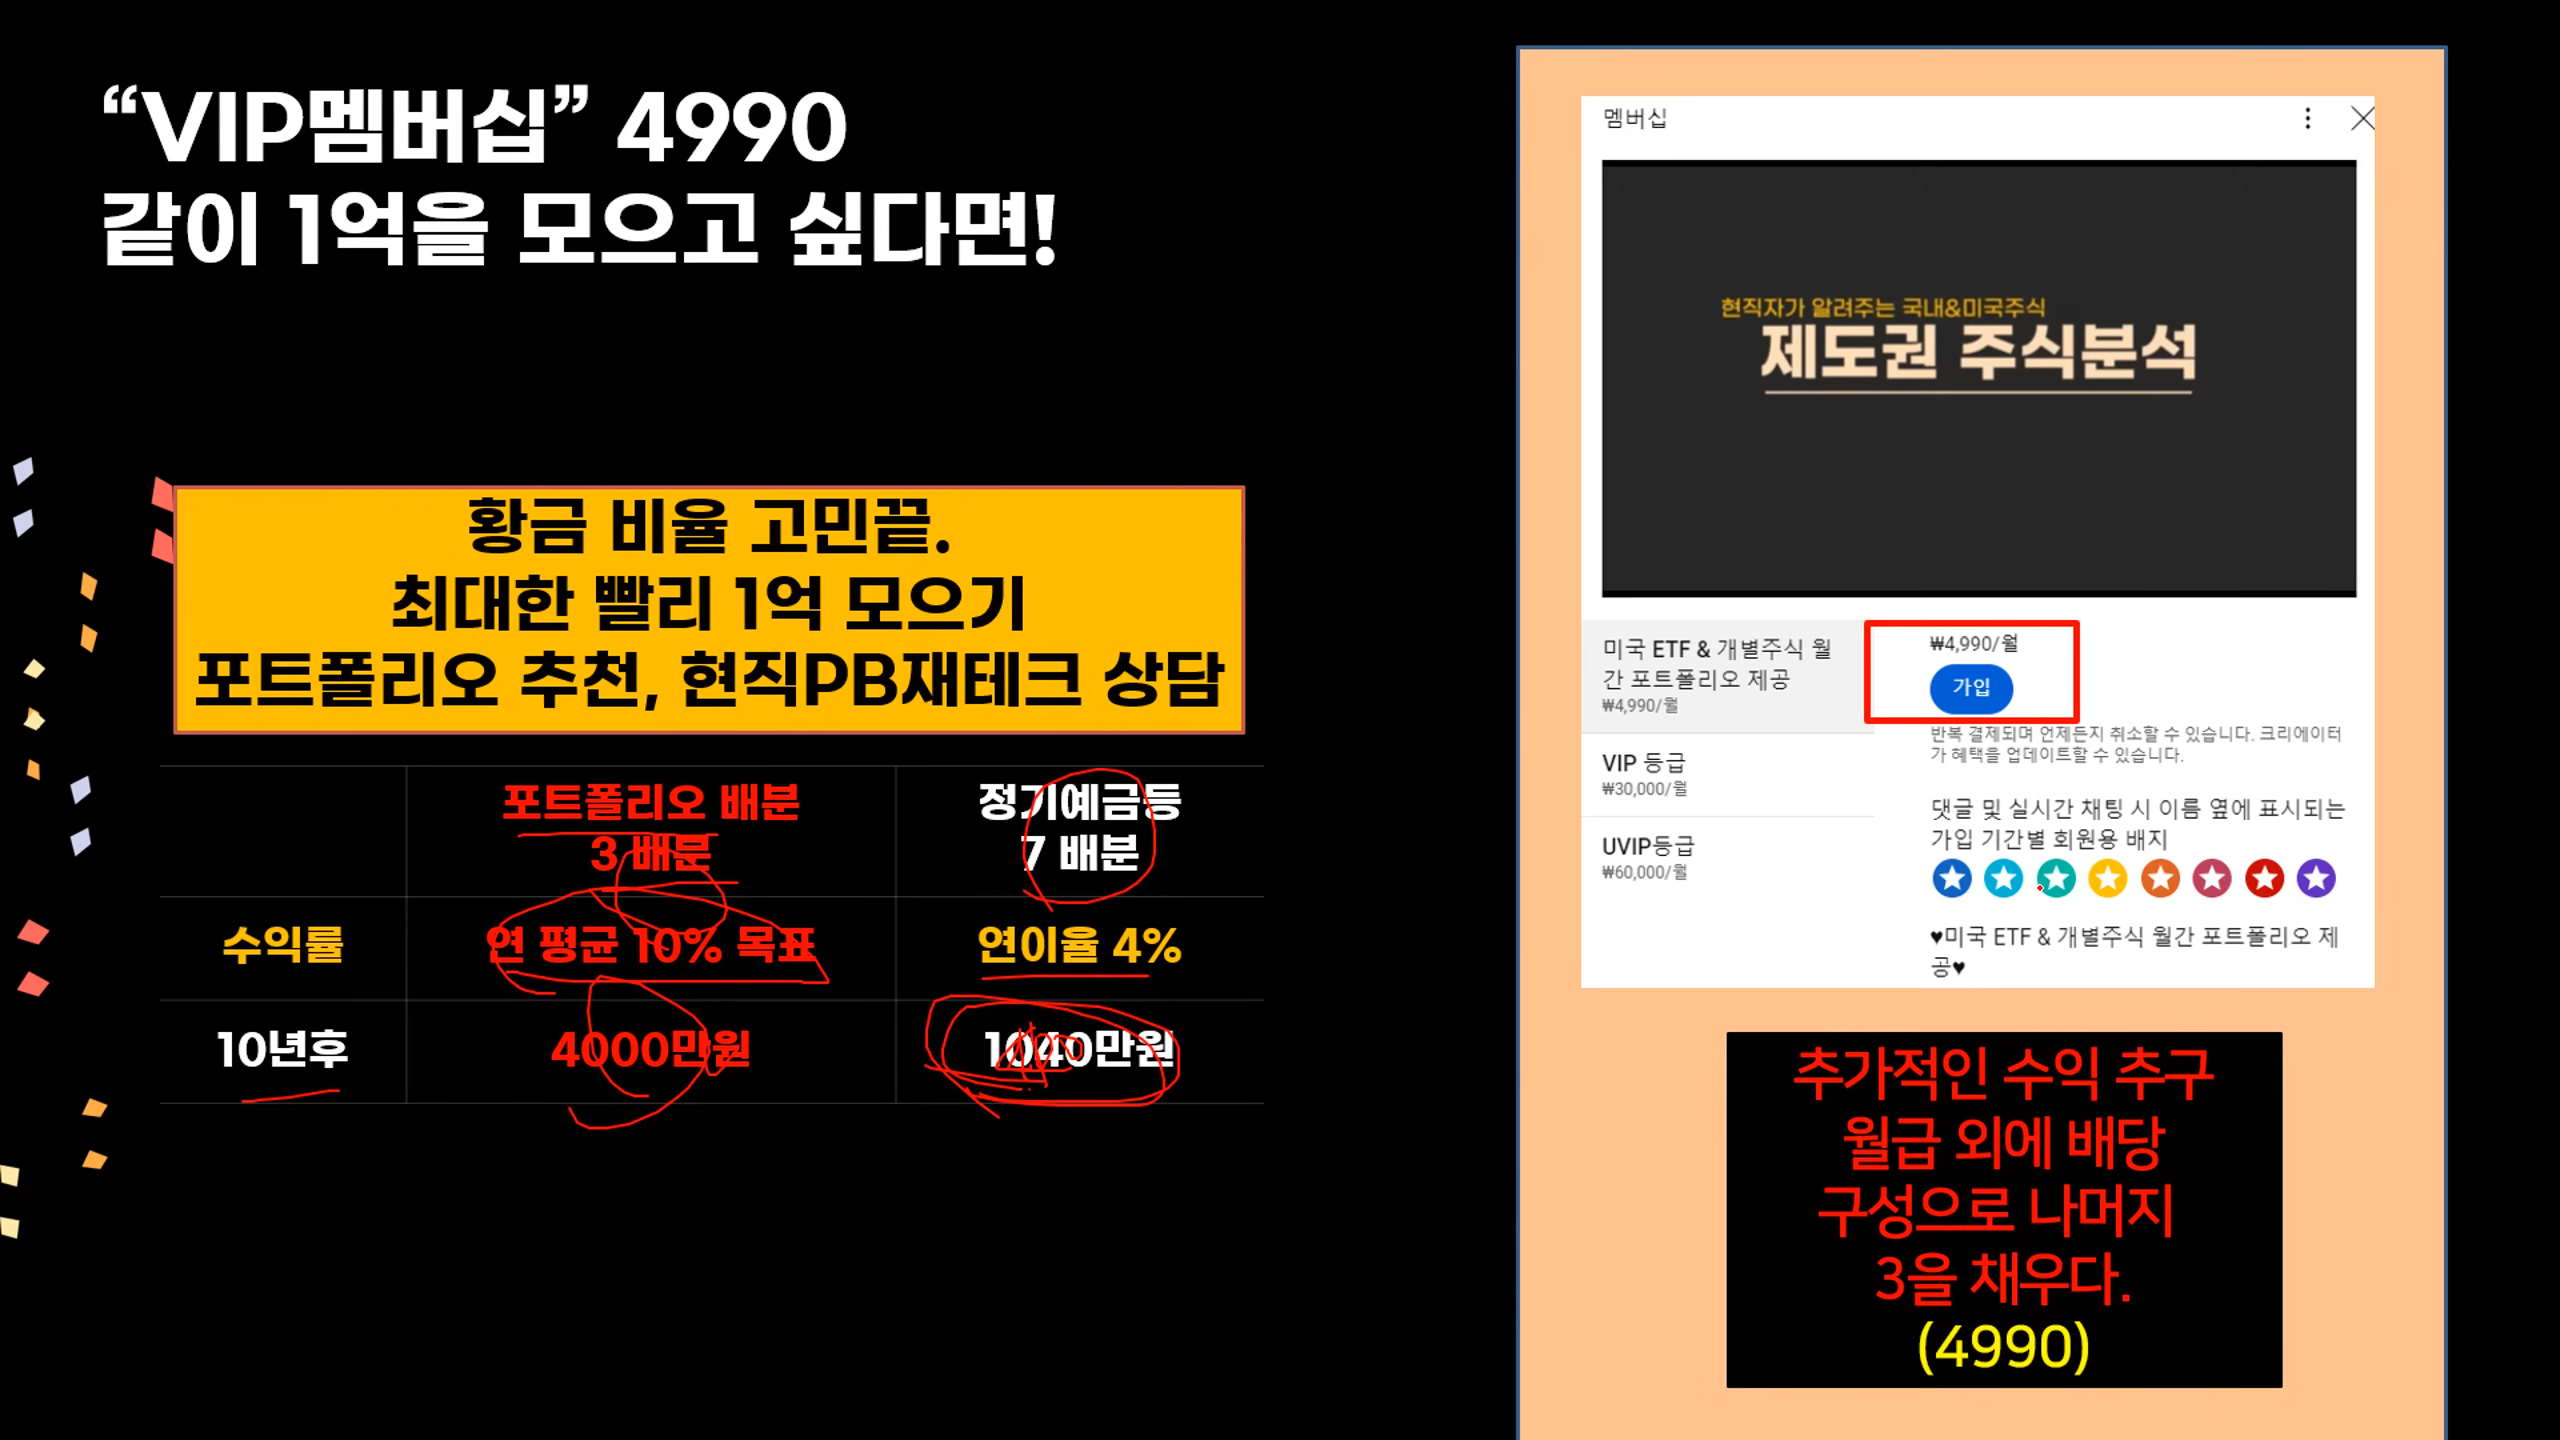 “VIP멤버십” 4990
같이 1억을 모으고 싶다면!
황금 비율 고민끝.
최대한 빨리 1억 모으기
포트폴리오 추천, 현직PB재테크 상담
포트폴리오 배분
3 배분
정기예금등
7 배분
수익률
연 평균 10% 목표
연이율 4%
10년후
4000만원
1040만원
멤버십
현직자가 알려주는 국내&미국주식
제도권 주식분석
미국 ETF & 개별주식 월
간 포트폴리오 제공
₩4,990/월
VIP 등급
₩30,000/월
UVIP등급
₩60,000/월
₩4,990/월
가입
반복 결제되며 언제든지 취소할 수 있습니다. 크리에이터
가 혜택을 업데이트할 수 있습니다.
댓글 및 실시간 채팅 시 이름 옆에 표시되는
가입 기간별 회원용 배지
♥미국 ETF & 개별주식 월간 포트폴리오 제
공♥
추가적인 수익 추구
월급 외에 배당
구성으로 나머지
3을 채우다.
(4990)